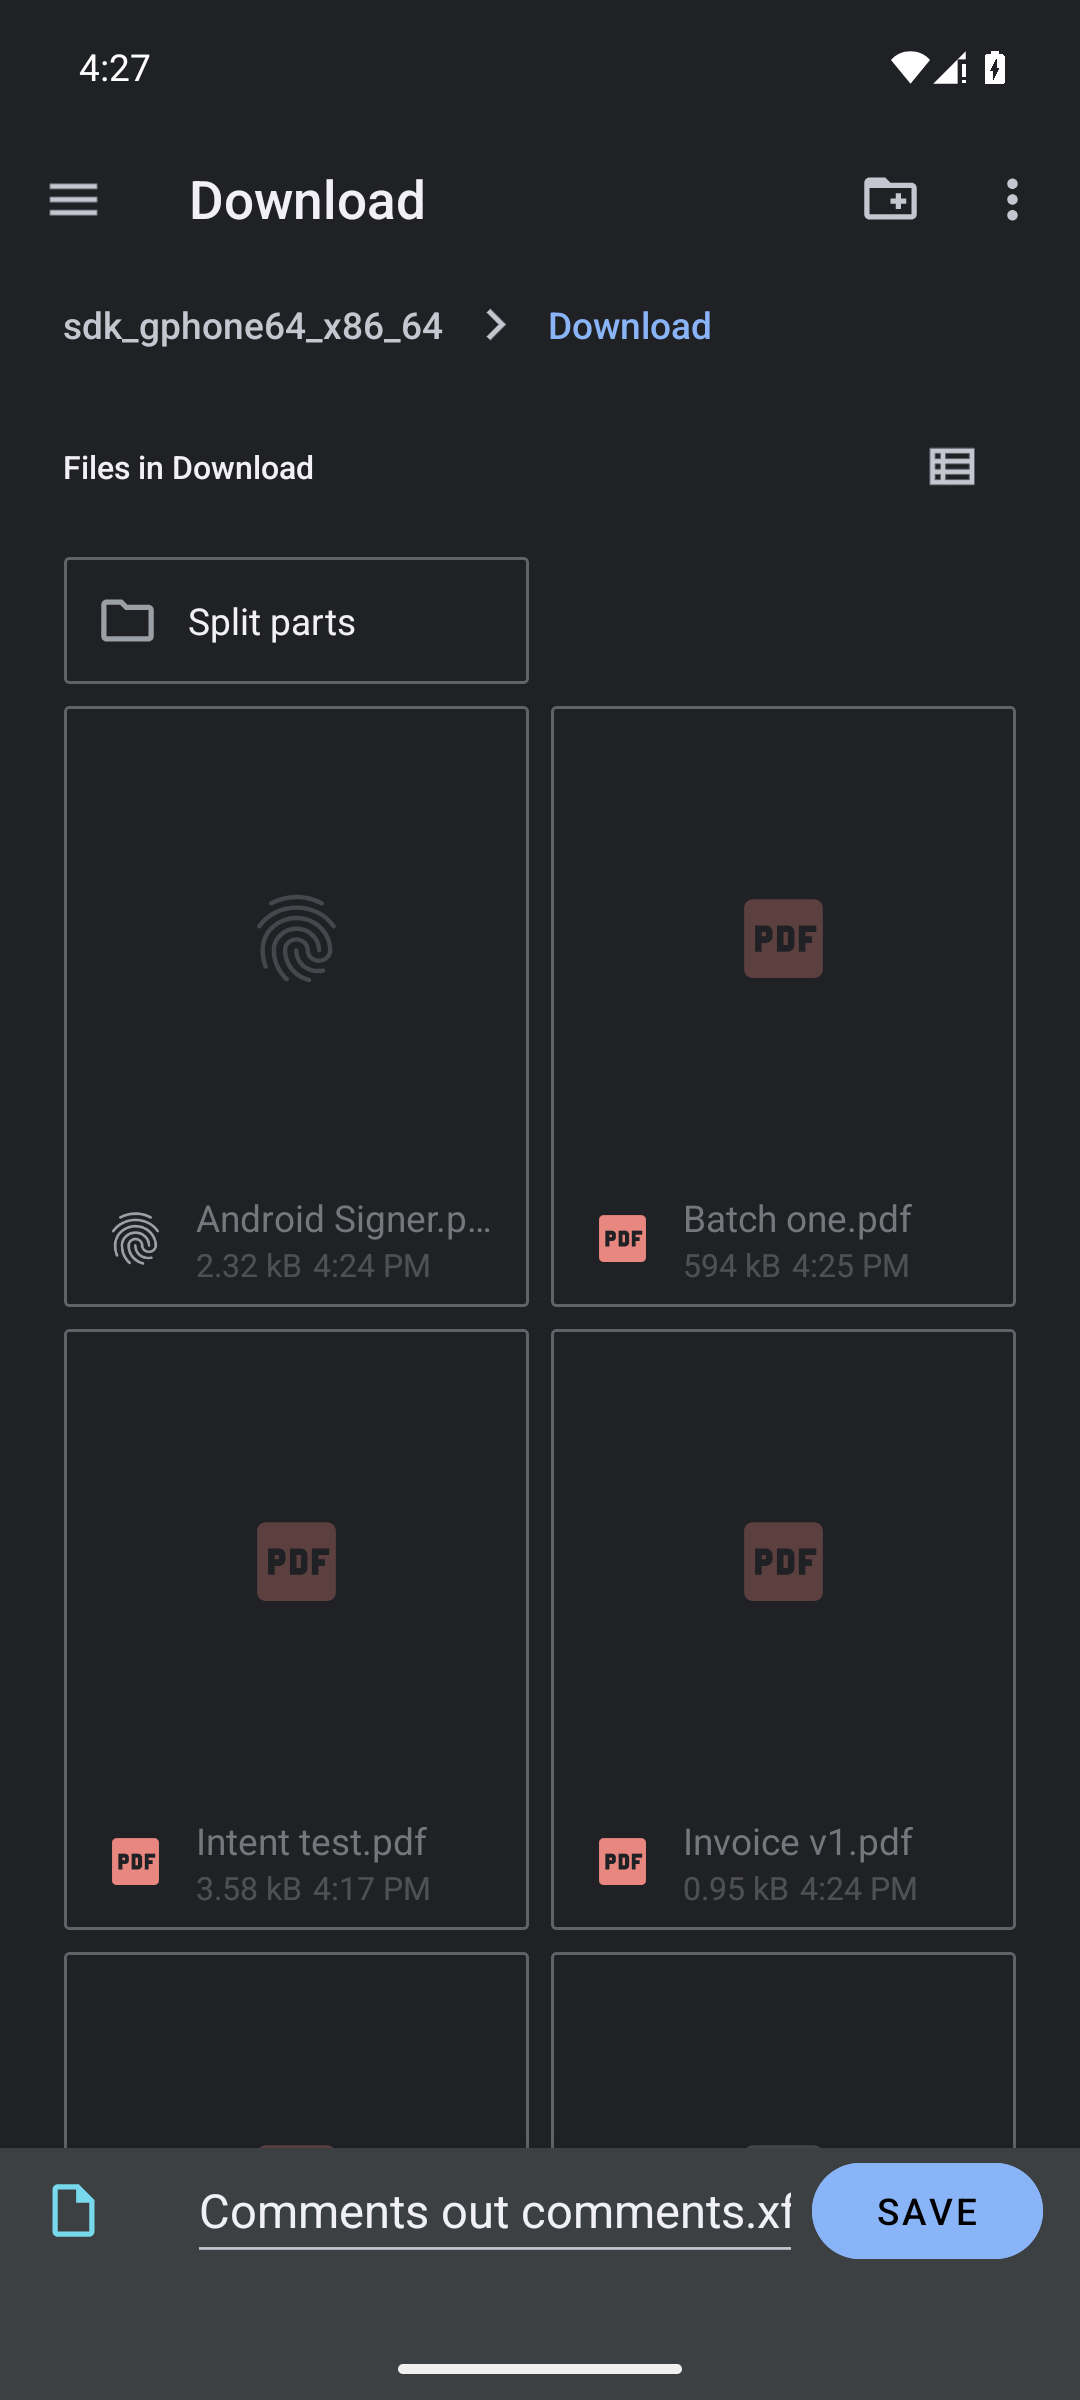 4:27
Download
sdk_gphone64_x86_64 > Download
Files in Download
Split parts
Android Signer.p...
2.32 kB 4:24 PM
PDF
PDF
Batch one.pdf
594 kB 4:25 PM
PDF
PDF
Intent test.pdf
3.58 kB 4:17 PM
PDF
PDF
Invoice v1.pdf
0.95 kB 4:24 PM
Comments out comments.xf
SAVE